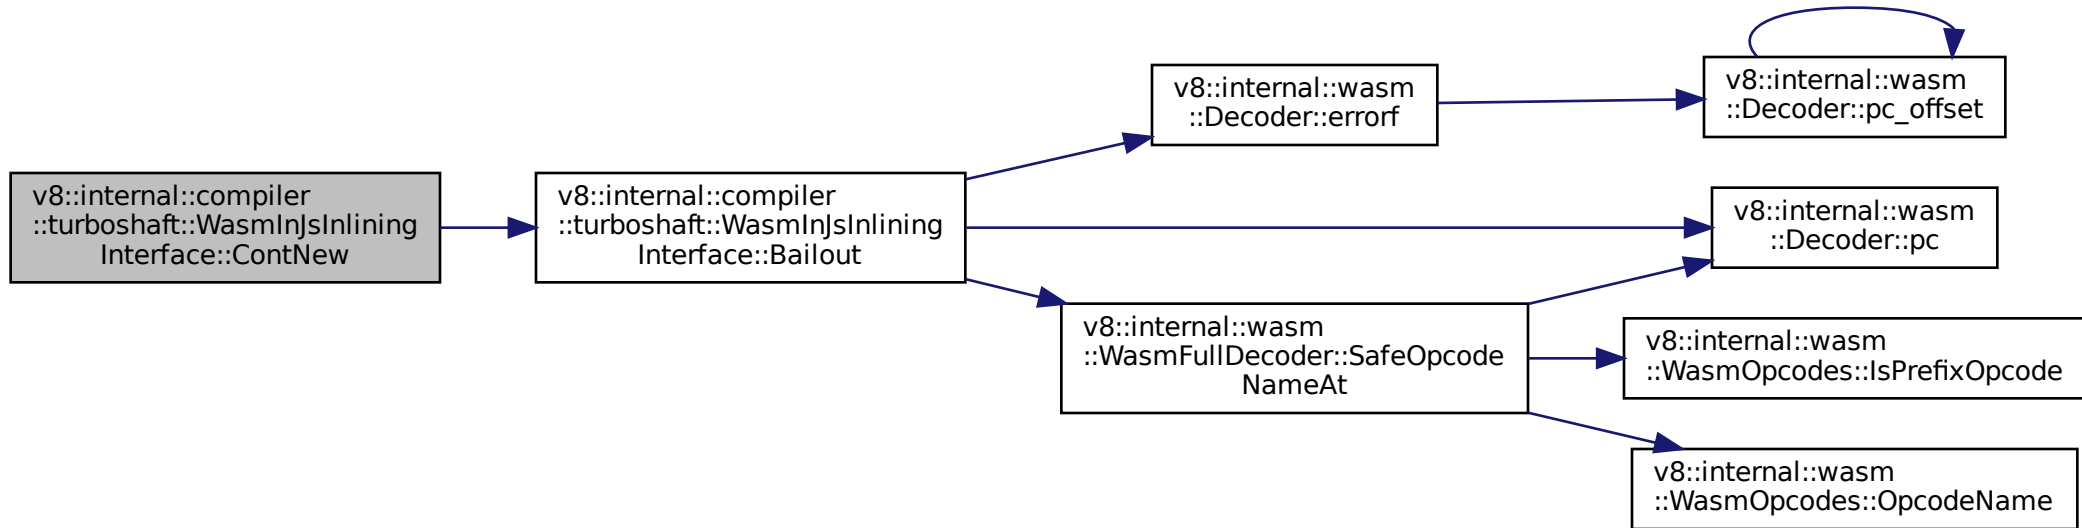 v8::internal::compiler
::turboshaft::WasmInJsInlining
Interface::ContNew
v8::internal::compiler
::turboshaft::WasmInJsInlining
Interface::Bailout
v8::internal::wasm
::Decoder::errorf
v8::internal::wasm
::Decoder::pc_offset
v8::internal::wasm
::Decoder::pc
v8::internal::wasm
::WasmFullDecoder::SafeOpcode
NameAt
v8::internal::wasm
::WasmOpcodes::IsPrefixOpcode
v8::internal::wasm
::WasmOpcodes::OpcodeName